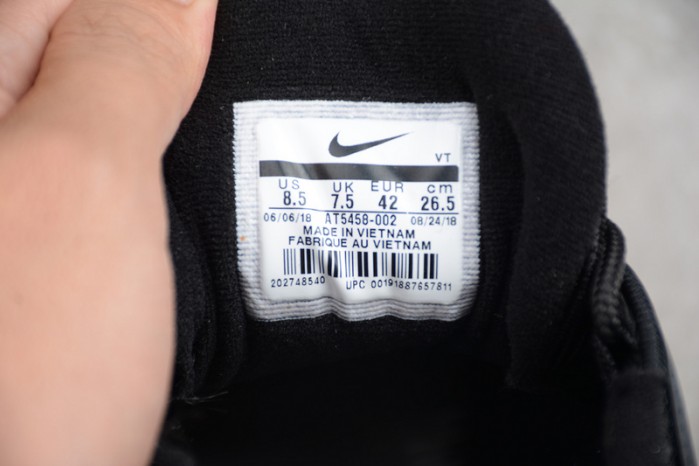 VT
US UK EUR cm
8.5 7.5 42 26.5
06/06/18 AT5458-002 08/24/18
MADE IN VIETNAM
FABRIQUE AU VIETNAM
202748540 UPC 00191887657811